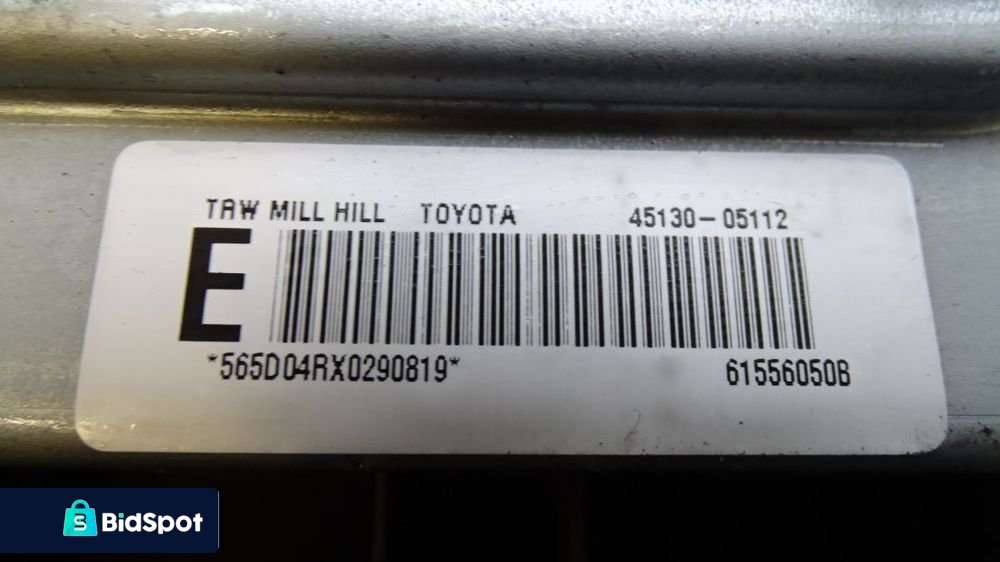 TRW MILL HILL TOYOTA 45130-05112
E
*565D04RX0290819* 61556050B
BidSpot